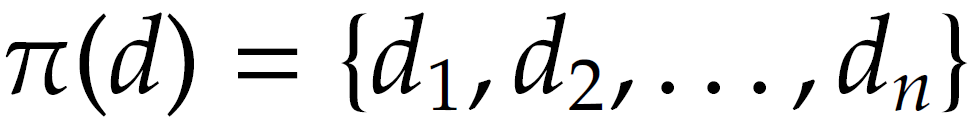 π(d) = {d₁, d₂, . . . , dₙ}